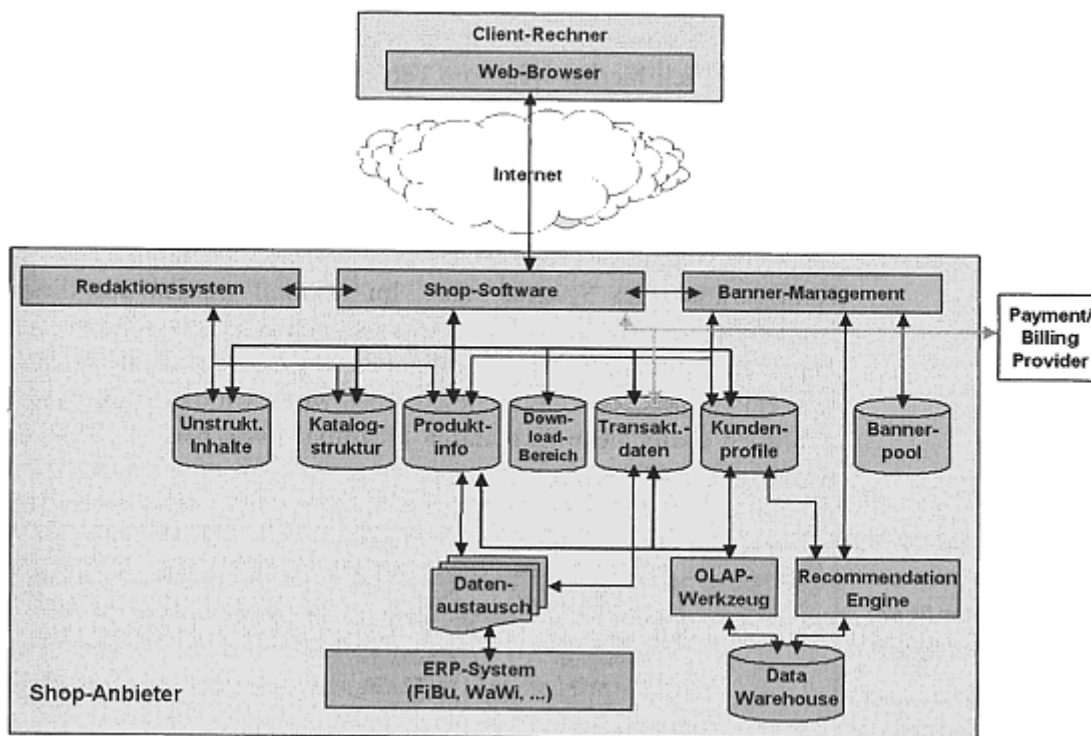 Client-Rechner
Web-Browser
Internet
Redaktionssystem
Shop-Software
Banner-Management
Payment/
Billing
Provider
Unstrukt.
Inhalte
Katalog-
struktur
Produkt-
info
Down-
load-
Bereich
Transakt.-
daten
Kunden-
profile
Banner-
pool
Daten-
austausch
OLAP-
Werkzeug
Recommendation
Engine
ERP-System
(FiBu, WaWi, ...)
Data
Warehouse
Shop-Anbieter